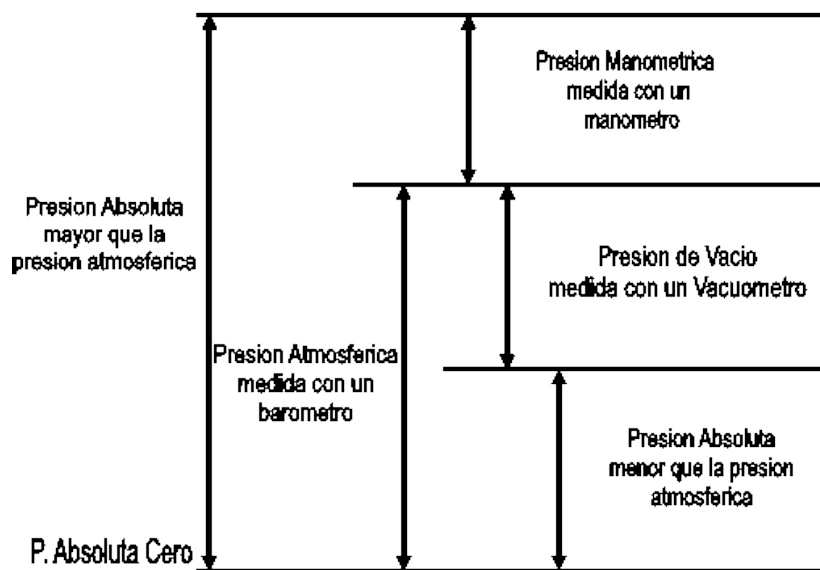 Presion Manometrica
medida con un
manometro
Presion Absoluta
mayor que la
presion atmosferica
Presion de Vacio
medida con un Vacuometro
Presion Atmosferica
medida con un
barometro
Presion Absoluta
menor que la presion
atmosferica
P. Absoluta Cero